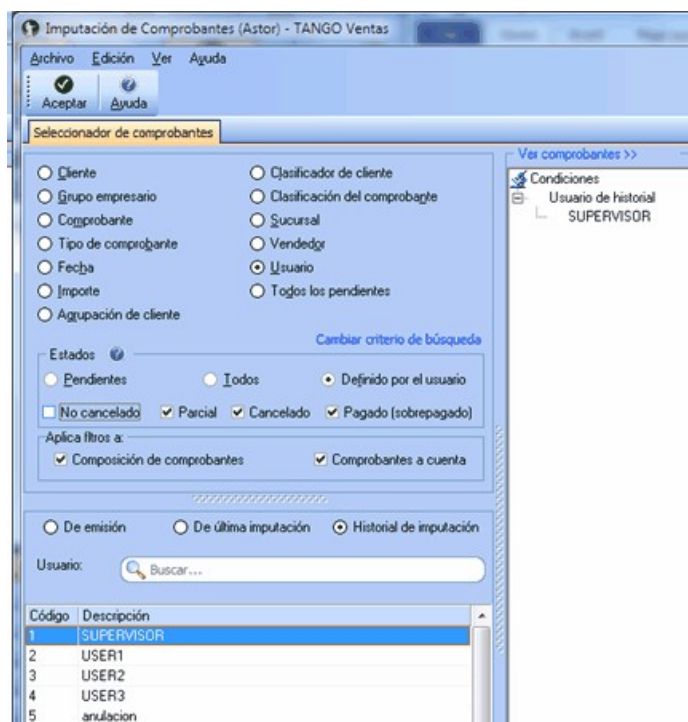 Imputación de Comprobantes (Astor) - TANGO Ventas
Archivo Edición Ver Ayuda
Aceptar Ayuda
Seleccionador de comprobantes
Cliente
Grupo empresario
Comprobante
Tipo de comprobante
Fecha
Importe
Agrupación de cliente
Clasificador de cliente
Clasificación del comprobante
Sucursal
Vendedor
Usuario
Todos los pendientes
Cambiar criterio de búsqueda
Estados
Pendientes Todos Definido por el usuario
No cancelado Parcial Cancelado Pagado (sobrepagado)
Aplica filtros a:
Composición de comprobantes Comprobantes a cuenta
De emisión De última imputación Historial de imputación
Usuario: Buscar...
Código Descripción
1 SUPERVISOR
2 USER1
3 USER2
4 USER3
5 anulacion
Ver comprobantes >>
Condiciones
Usuario de historial
SUPERVISOR